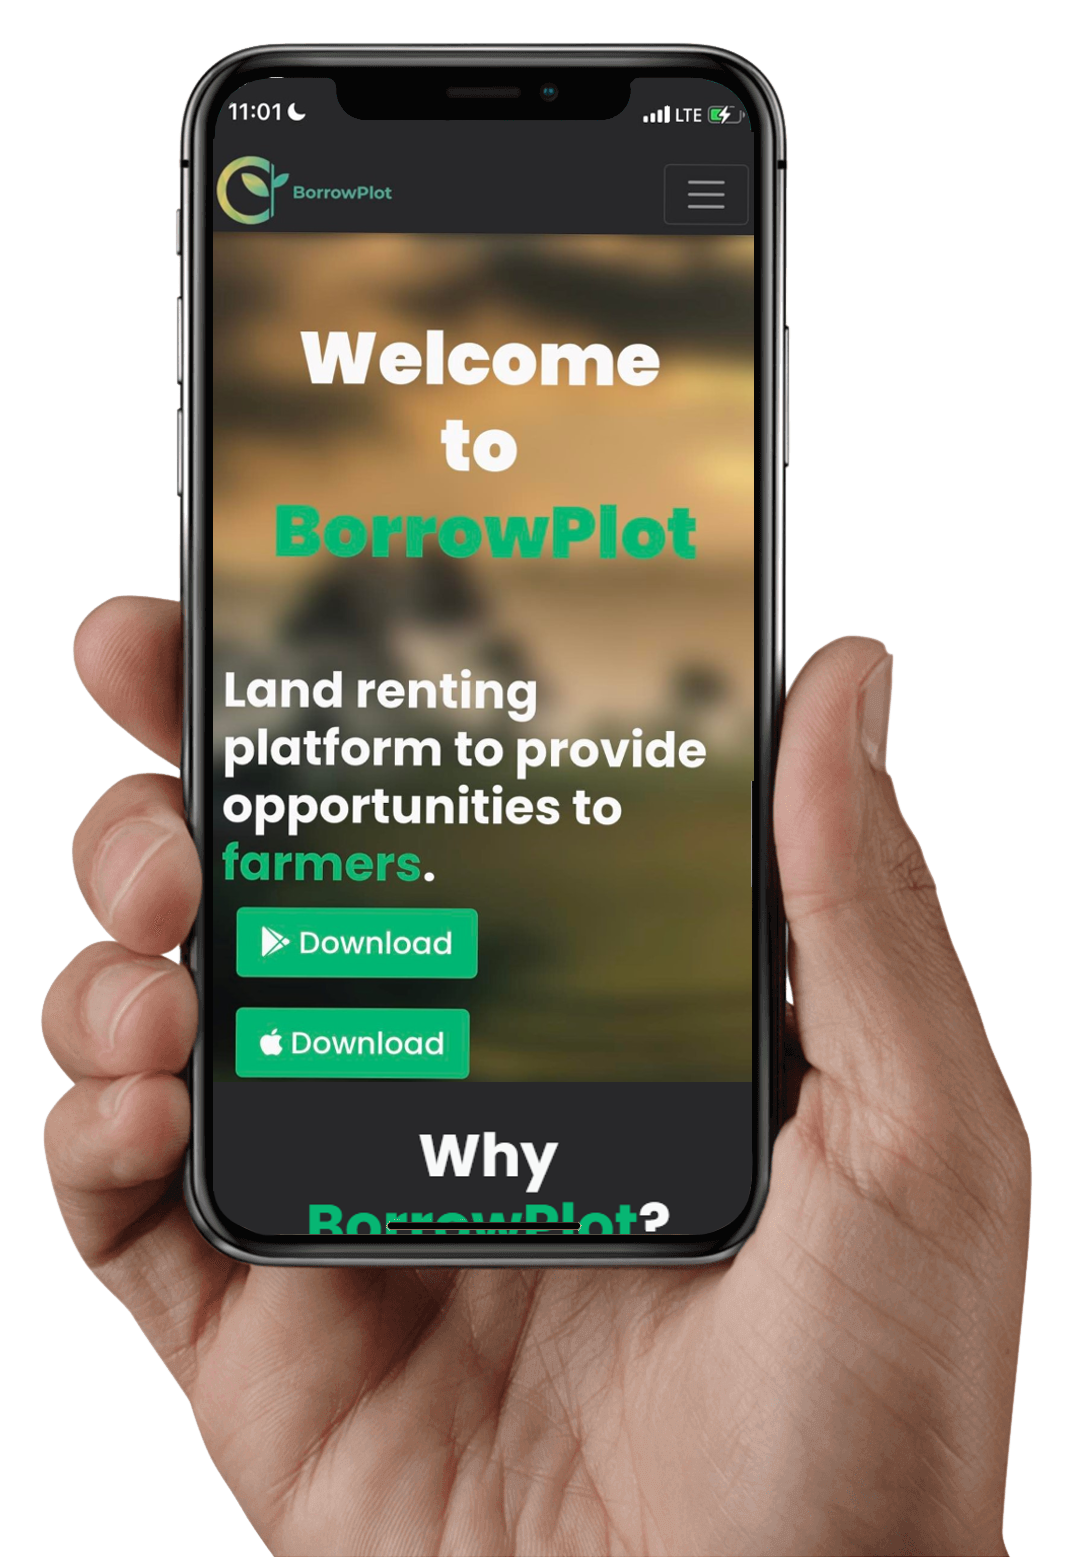 11:01 LTE
BorrowPlot
Welcome
to
BorrowPlot
Land renting
platform to provide
opportunities to
farmers.
Download
Download
Why
BorrowPlot?